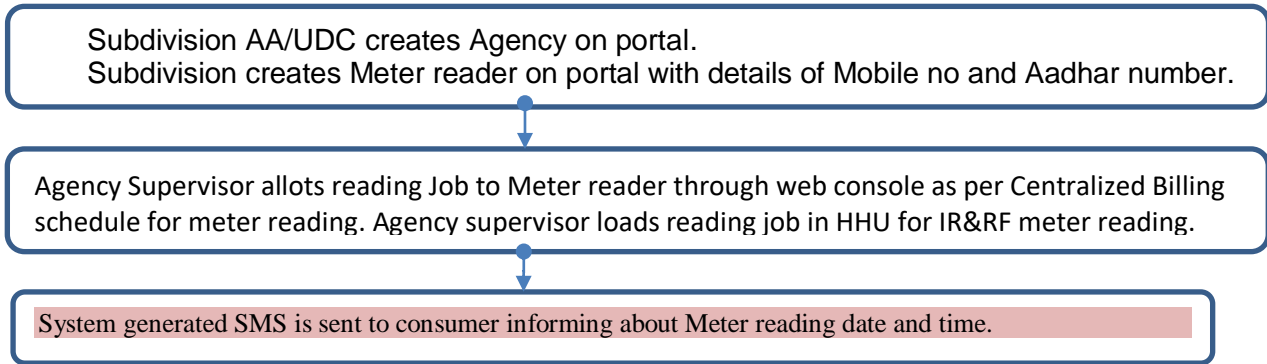 Subdivision AA/UDC creates Agency on portal.
Subdivision creates Meter reader on portal with details of Mobile no and Aadhar number.
Agency Supervisor allots reading Job to Meter reader through web console as per Centralized Billing
schedule for meter reading. Agency supervisor loads reading job in HHU for IR&RF meter reading.
System generated SMS is sent to consumer informing about Meter reading date and time.